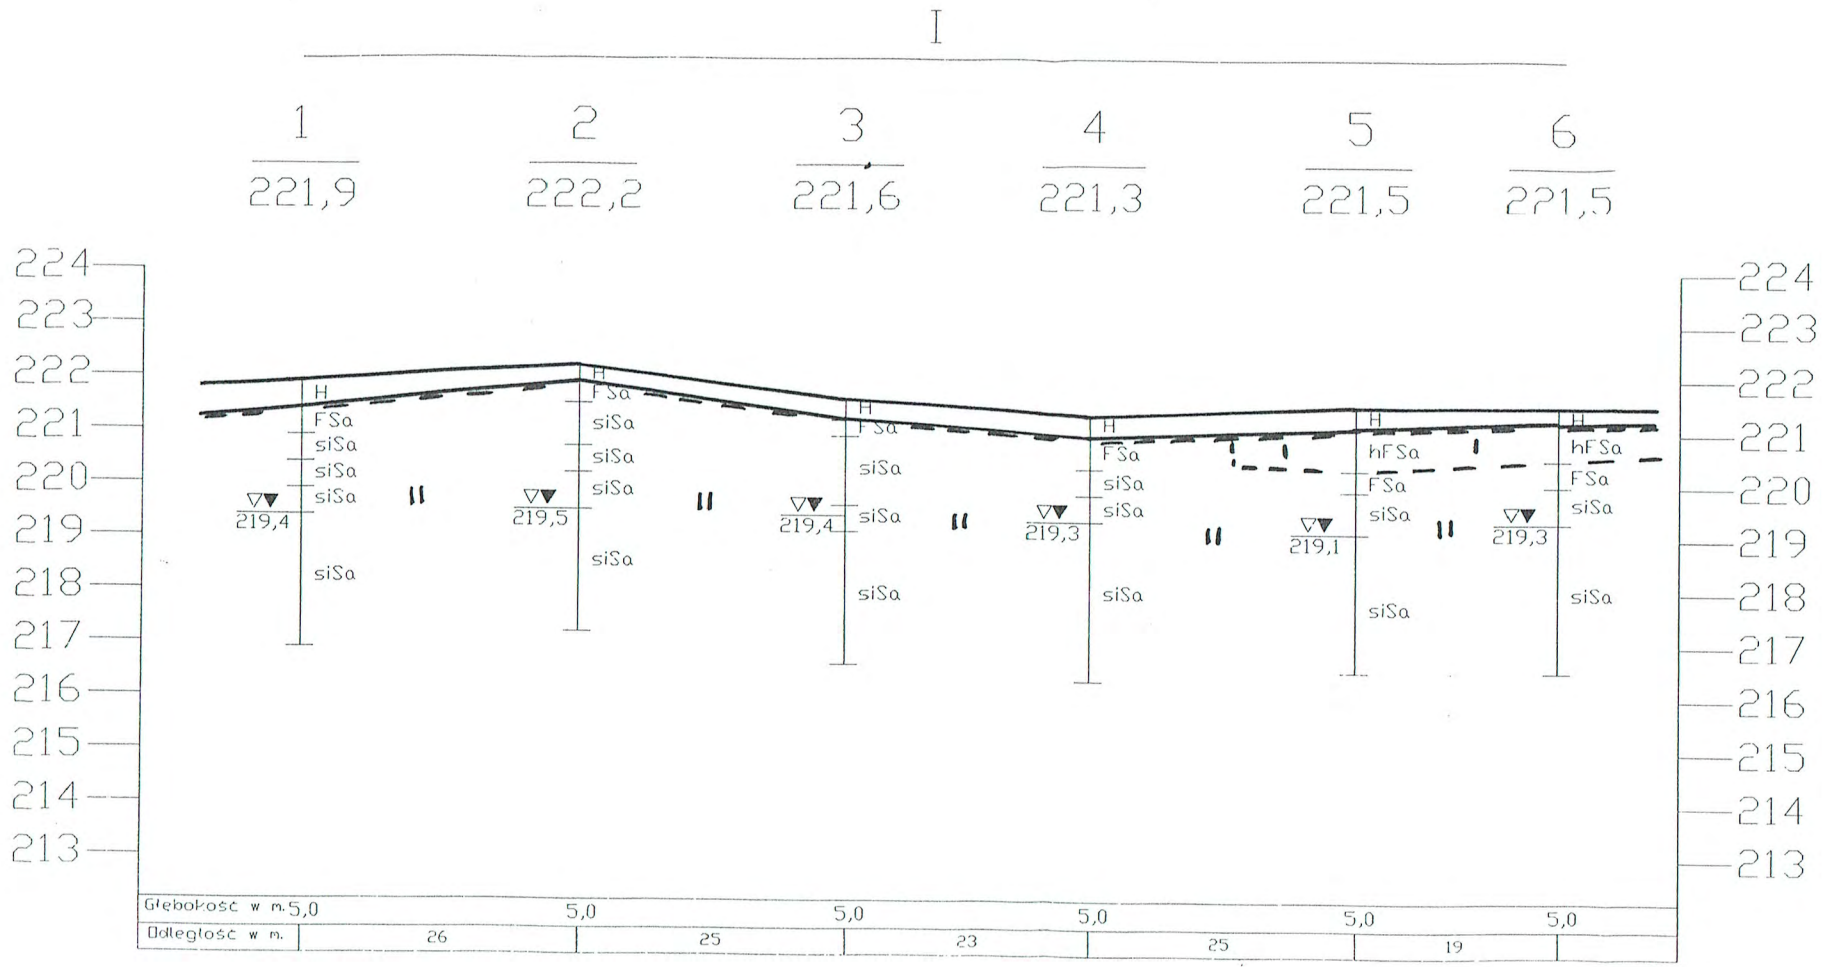 I
1 2 3 4 5 6
221,9 222,2 221,6 221,3 221,5 221,5
224 224
223 223
222 222
221 221
220 220
219 219
218 218
217 217
216 216
215 215
214 214
213 213
H H H H H H
FSa FSa FSa FSa hFSa hFSa
siSa siSa siSa siSa FSa FSa
siSa siSa siSa siSa siSa siSa
siSa siSa
219,4 219,5 219,4 219,3 219,1 219,3
II II II II II
siSa siSa siSa siSa siSa siSa
I I I
Głębokość w m. 5,0 5,0 5,0 5,0 5,0 5,0
Odległość w m. 26 25 23 25 19